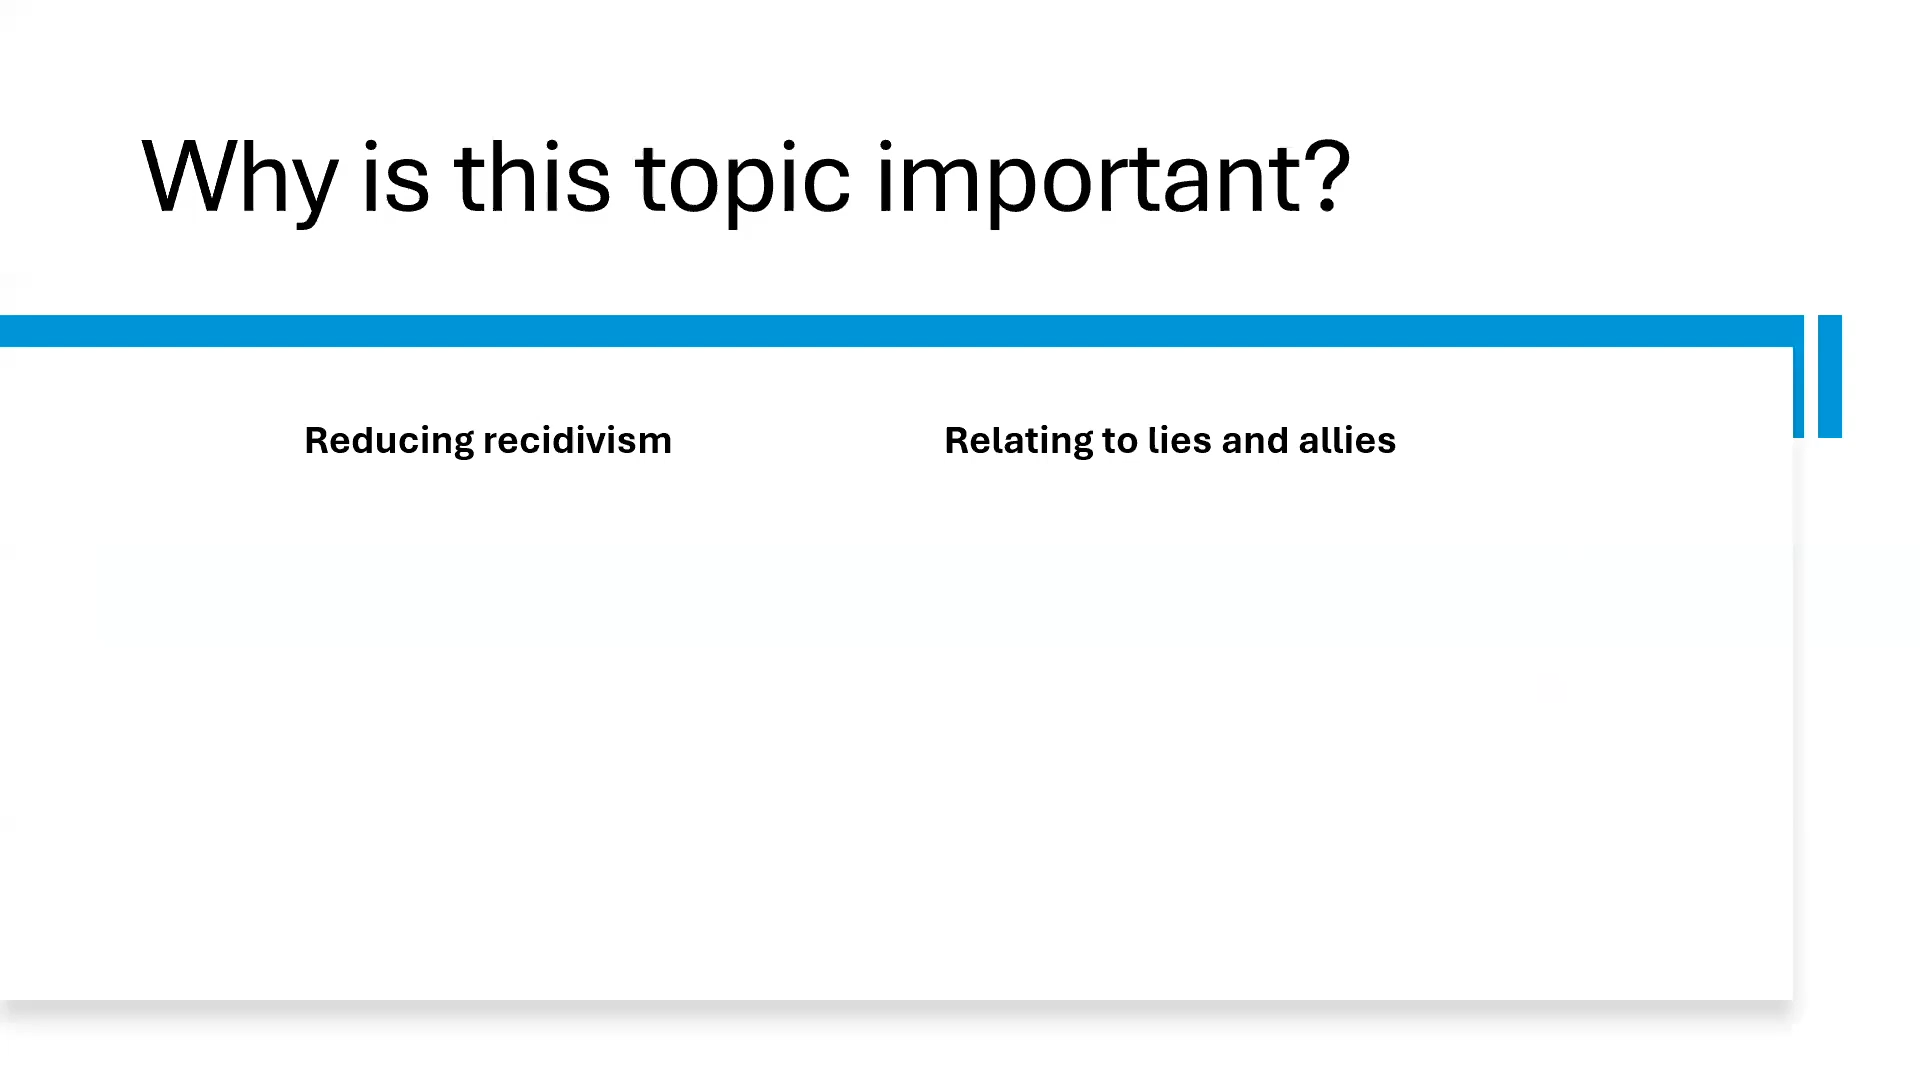 Why is this topic important?
Reducing recidivism
Relating to lies and allies